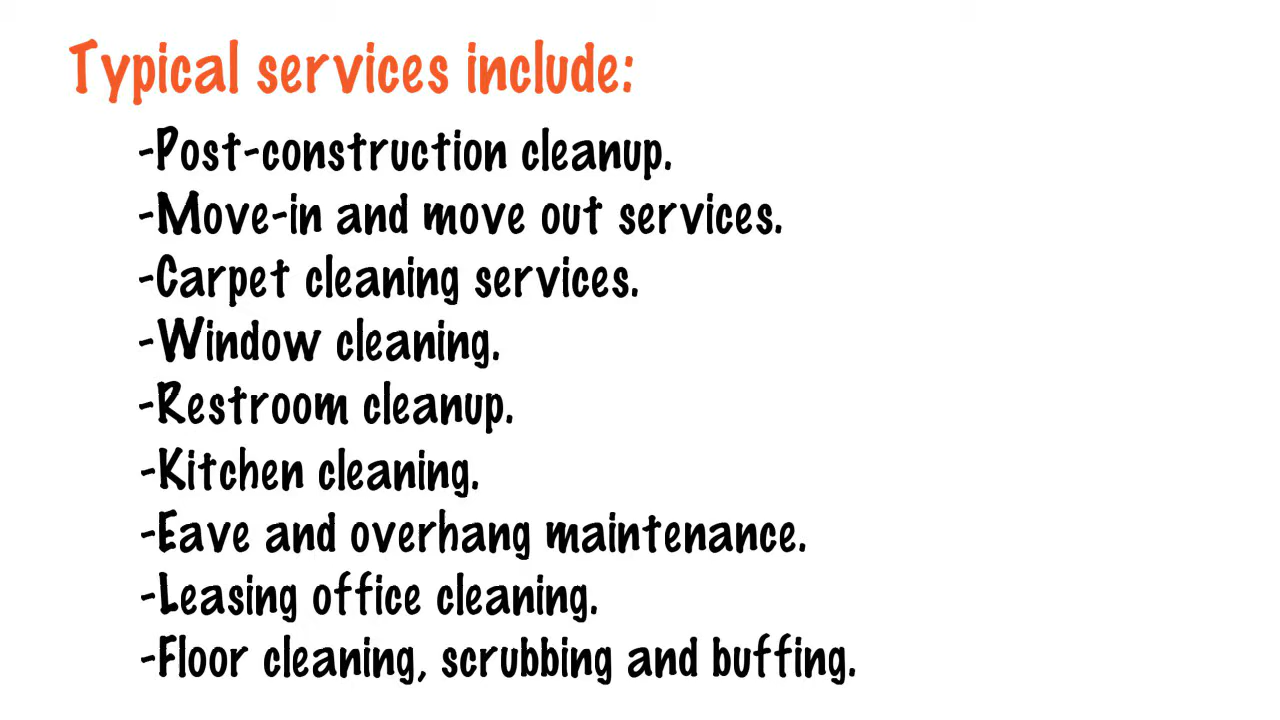 Typical services include:
-Post-construction cleanup.
-Move-in and move out services.
-Carpet cleaning services.
-Window cleaning.
-Restroom cleanup.
-Kitchen cleaning.
-Eave and overhang maintenance.
-Leasing office cleaning.
-Floor cleaning, scrubbing and buffing.